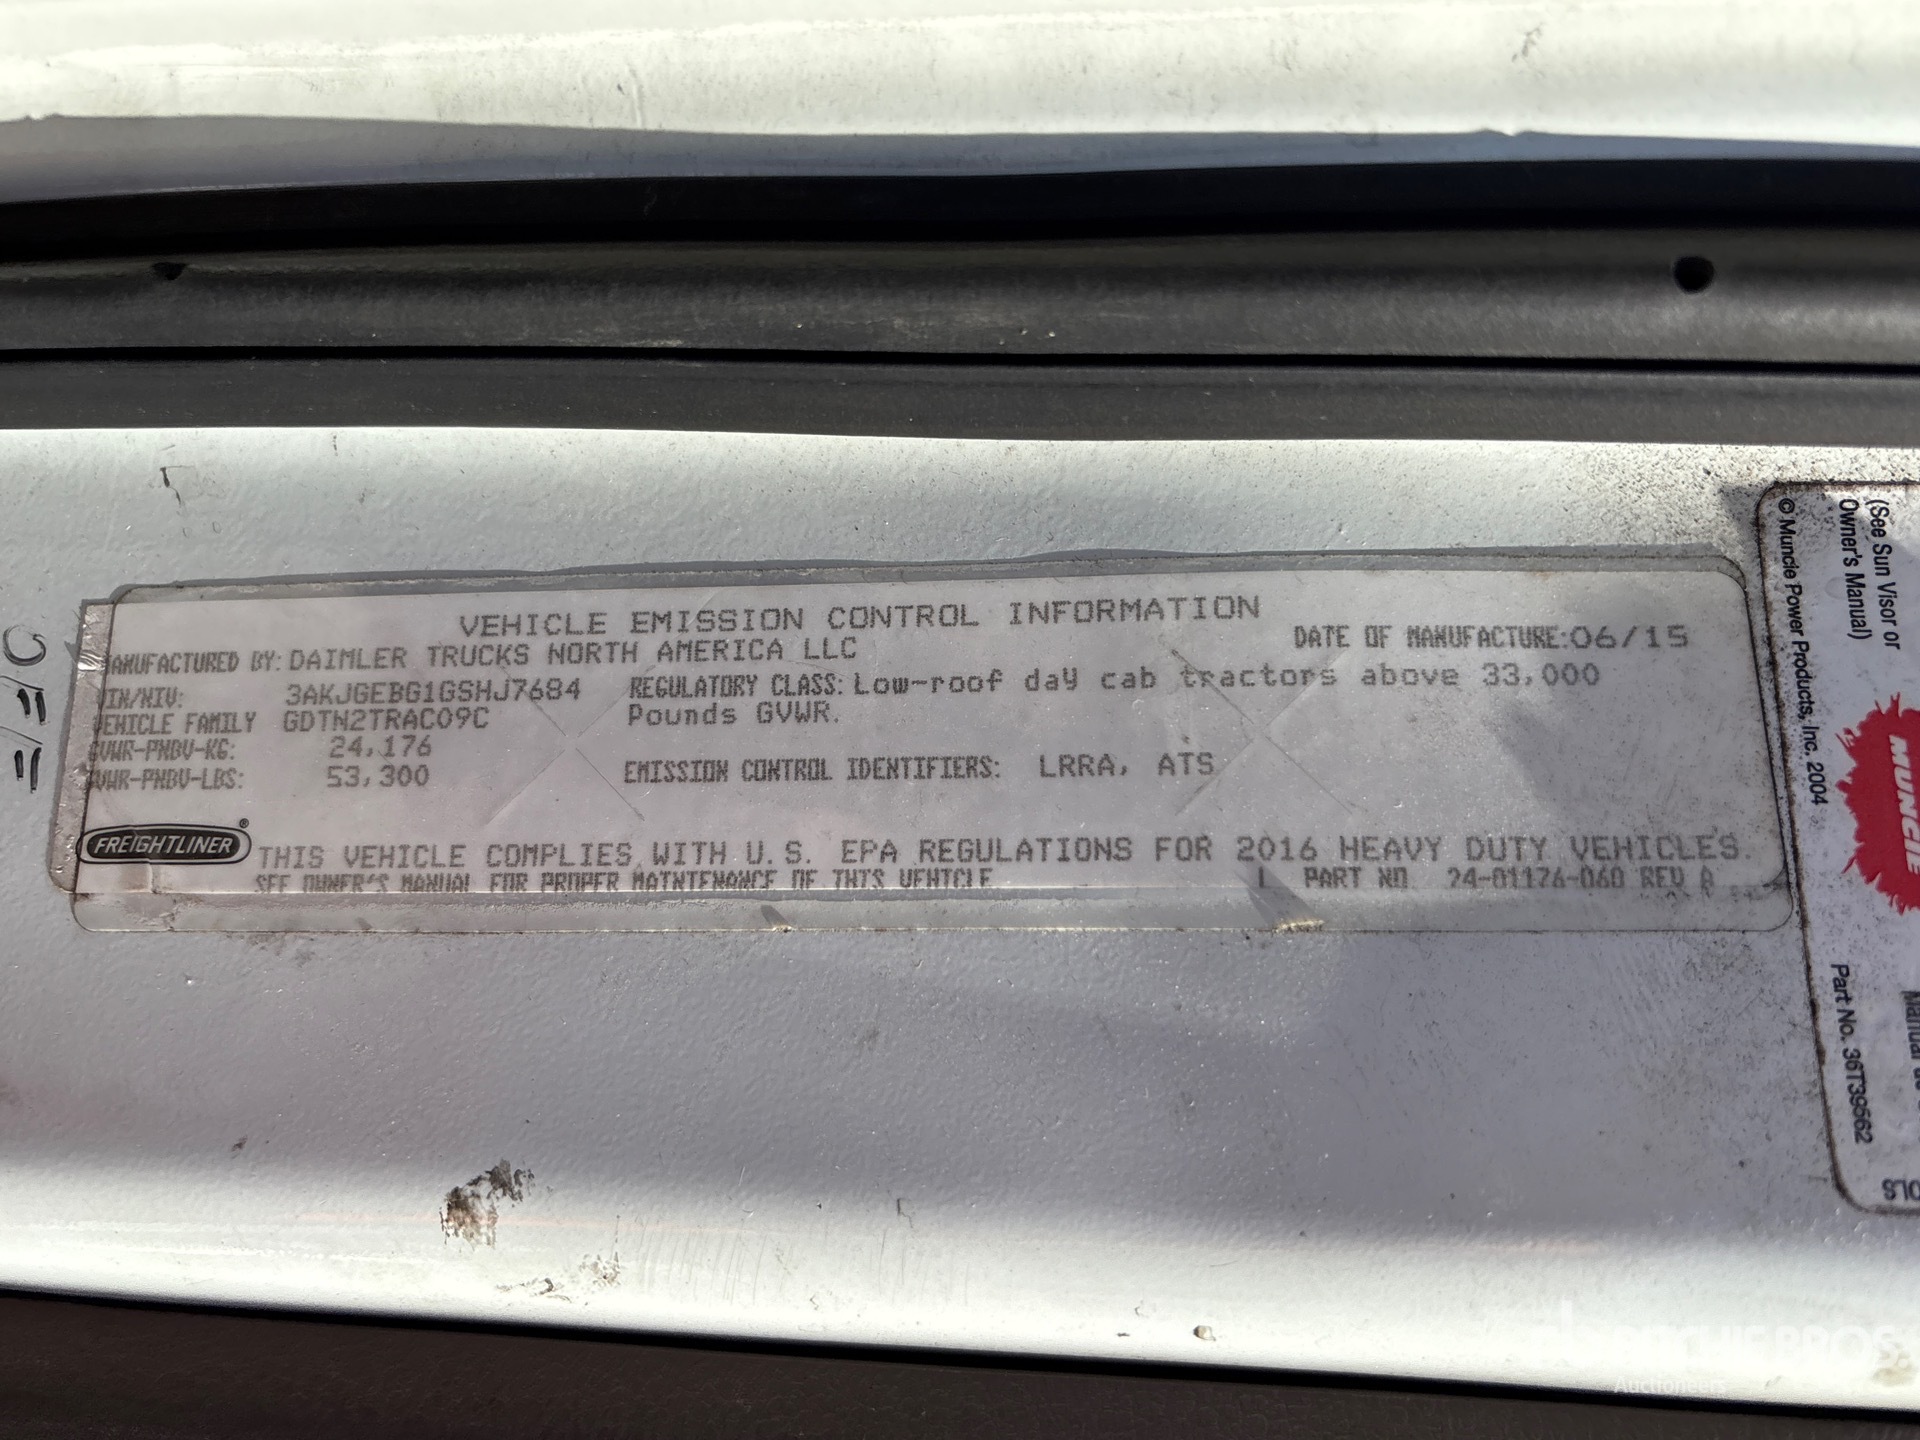 VEHICLE EMISSION CONTROL INFORMATION
DATE OF MANUFACTURE:06/15
MANUFACTURED BY: DAIMLER TRUCKS NORTH AMERICA LLC
VIN/NIV: 3AKJGEBG1GSHJ7684
REGULATORY CLASS: Low-roof day cab tractors above 33,000
Pounds GVWR.
VEHICLE FAMILY GDTN2TRAC09C
GVWR-PNBV-KG: 24,176
GVWR-PNBV-LBS: 53,300
EMISSION CONTROL IDENTIFIERS: LRRA, ATS
FREIGHTLINER®
THIS VEHICLE COMPLIES WITH U.S. EPA REGULATIONS FOR 2016 HEAVY DUTY VEHICLES.
SEE OWNER'S MANUAL FOR PROPER MAINTENANCE OF THIS VEHICLE
PART NO 24-01126-060 REV A
(See Sun Visor or
Owner's Manual)
© Muncie Power Products, Inc. 2004
MUNCIE
Part No. 36T39562
Auctioneers